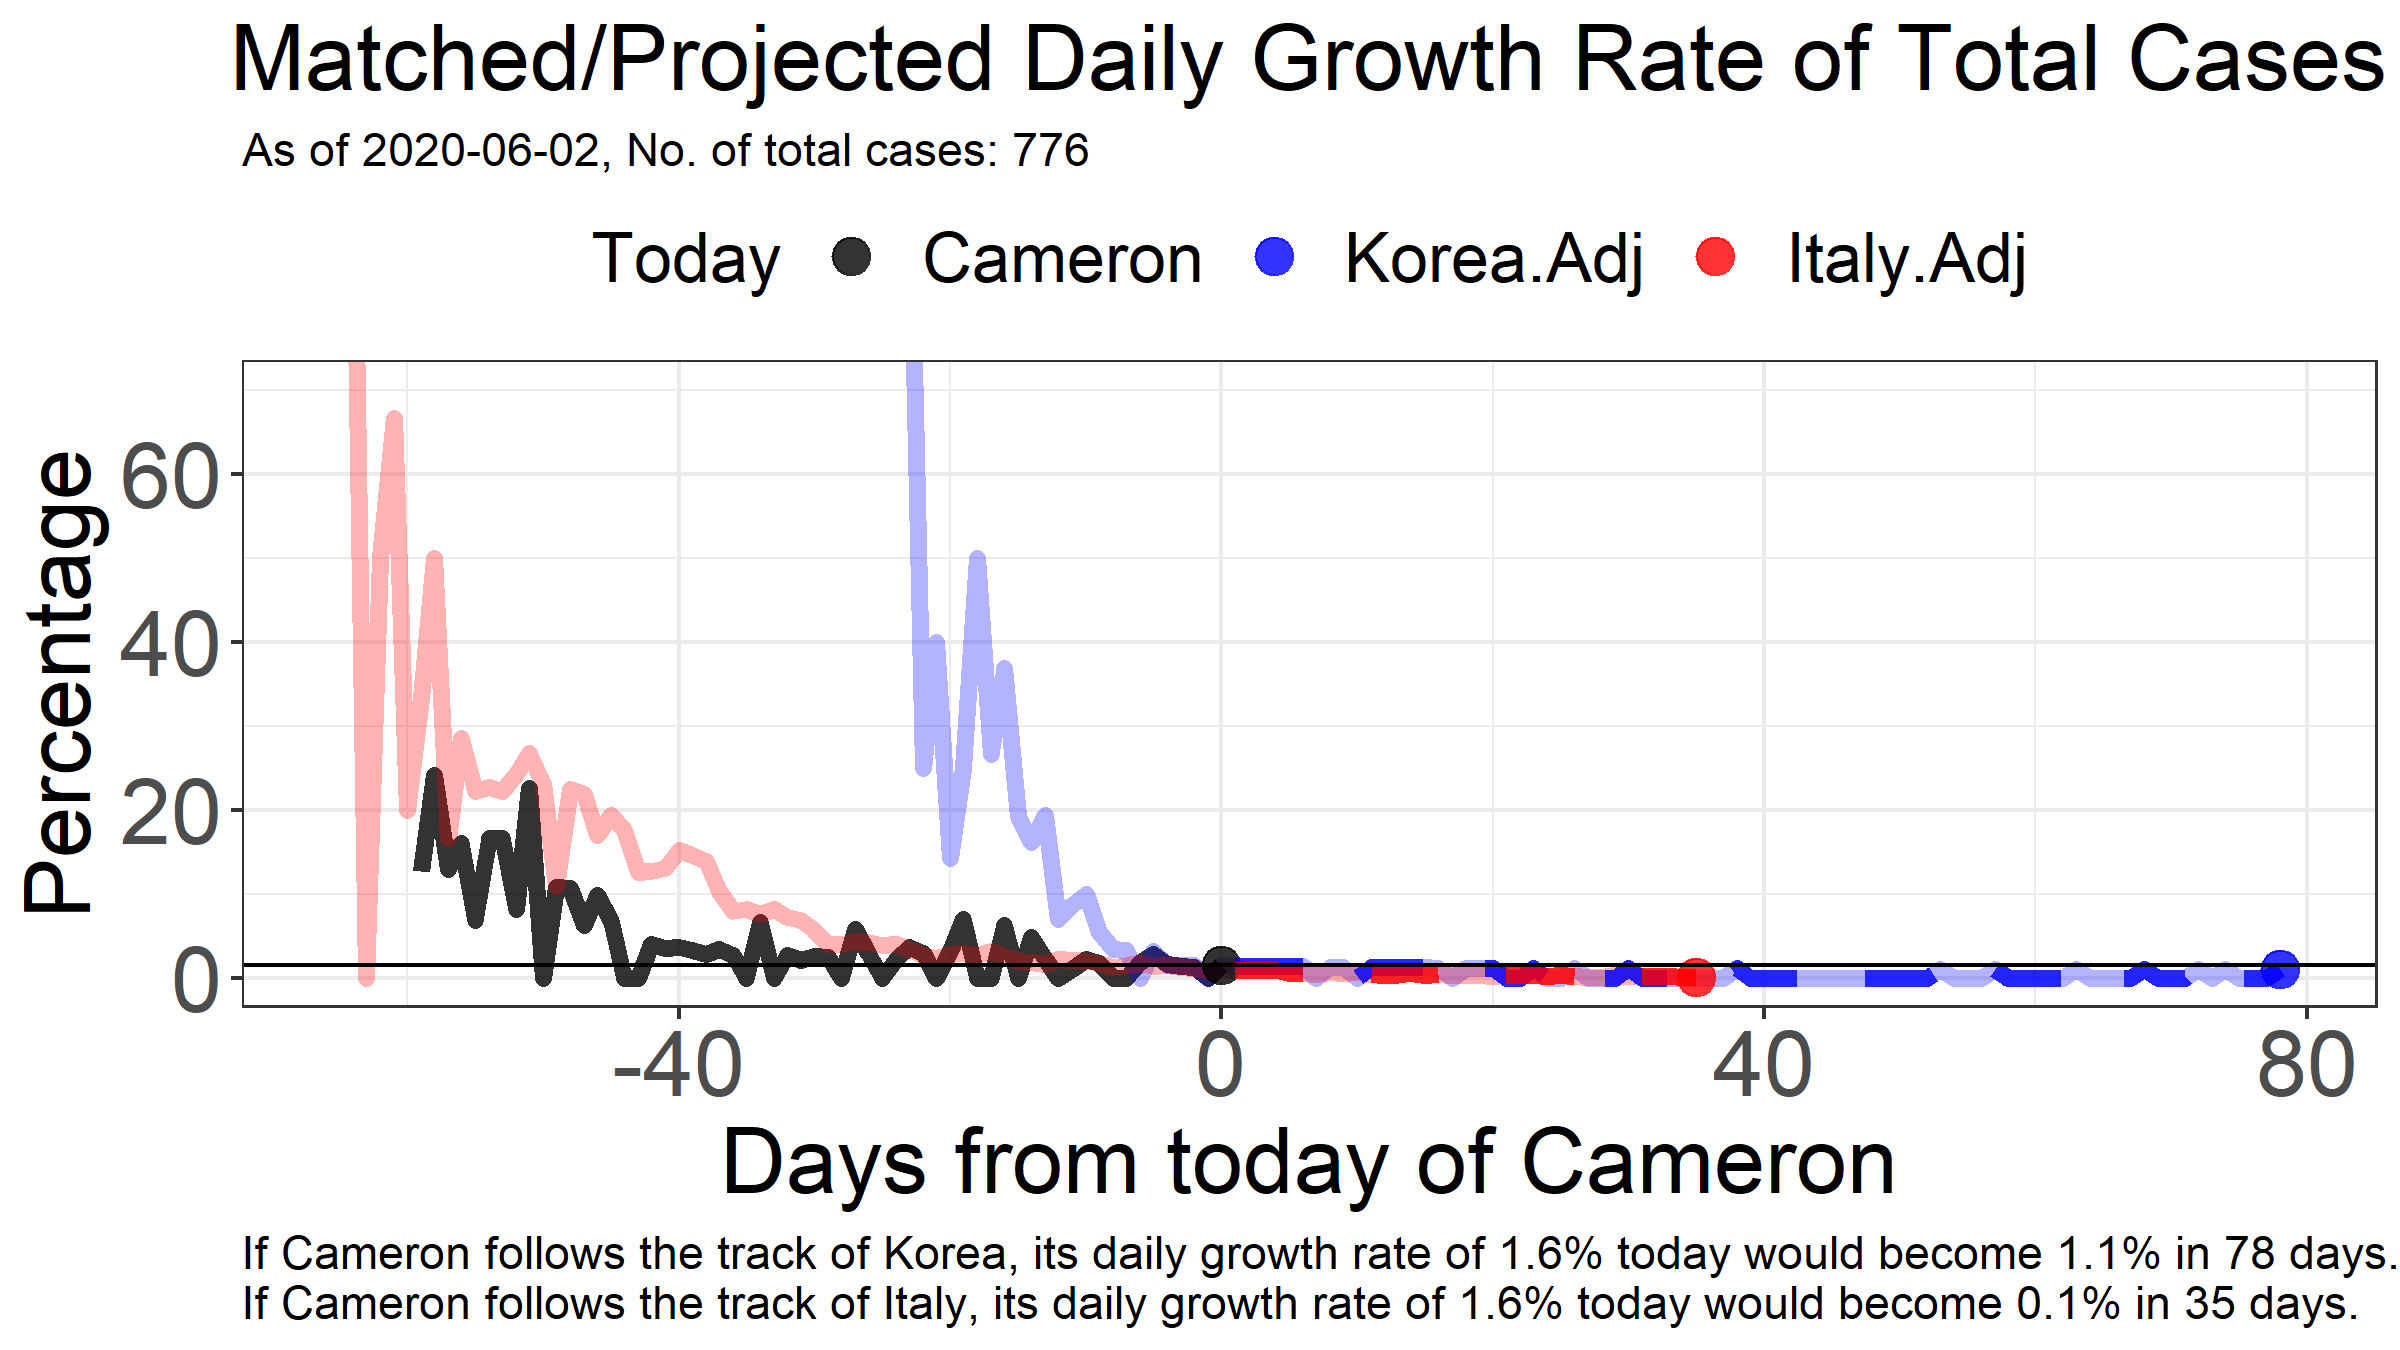 Matched/Projected Daily Growth Rate of Total Cases
As of 2020-06-02, No. of total cases: 776
Today Cameron Korea.Adj Italy.Adj
Percentage
60
40
20
0
-40 0 40 80
Days from today of Cameron
If Cameron follows the track of Korea, its daily growth rate of 1.6% today would become 1.1% in 78 days.
If Cameron follows the track of Italy, its daily growth rate of 1.6% today would become 0.1% in 35 days.